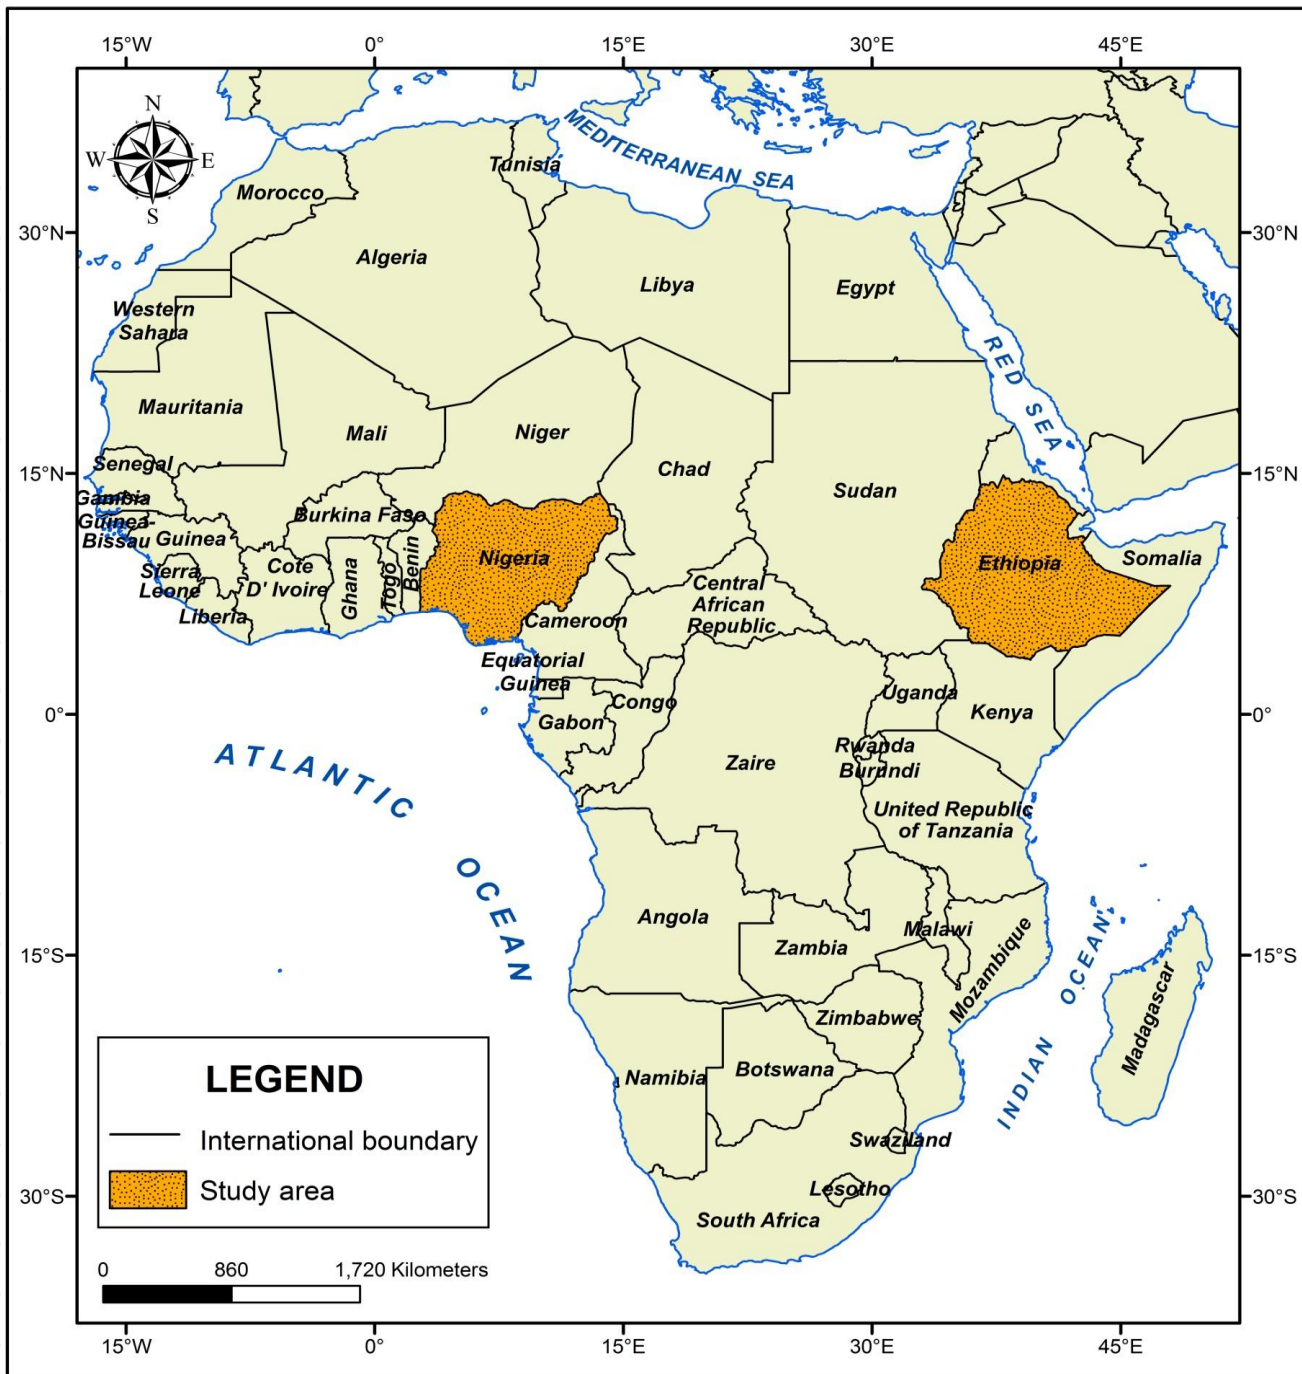 15°W 0° 15°E 30°E 45°E
N
W E
S
MEDITERRANEAN SEA
Tunisia
Morocco
30°N 30°N
Algeria
Libya
Egypt
Western
Sahara
RED SEA
Mauritania
Mali
Niger
Senegal
15°N 15°N
Chad
Sudan
Gambia
Burkina Faso
Guinea-
Bissau
Guinea
Benin
Nigeria
Ethiopia
Somalia
Sierra
Leone
Cote
D' Ivoire
Ghana
Togo
Central
African
Republic
Liberia
Cameroon
Equatorial
Guinea
Uganda
Congo
Kenya
0° 0°
Gabon
Rwanda
ATLANTIC
OCEAN
Zaire
Burundi
United Republic
of Tanzania
Angola
Malawi
Zambia
15°S 15°S
Mozambique
INDIAN OCEAN
Madagascar
Zimbabwe
Botswana
Namibia
Swaziland
Lesotho
30°S 30°S
South Africa
LEGEND
International boundary
Study area
0 860 1,720 Kilometers
15°W 0° 15°E 30°E 45°E